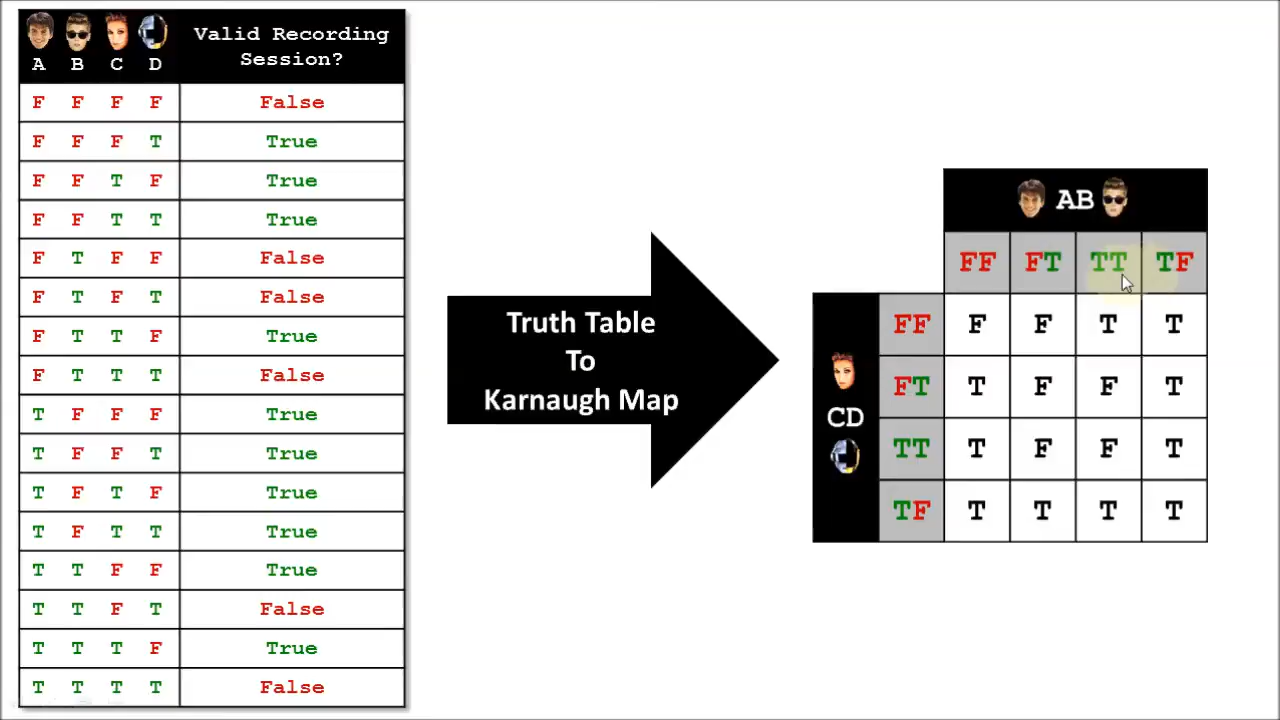 A B C D Valid Recording Session?
F F F F False
F F F T True
F F T F True
F F T T True
F T F F False
F T F T False
F T T F True
F T T T False
T F F F True
T F F T True
T F T F True
T F T T True
T T F F True
T T F T False
T T T F True
T T T T False
Truth Table
To
Karnaugh Map
AB
FF FT TT TF
CD
FF F F T T
FT T F F T
TT T F F T
TF T T T T